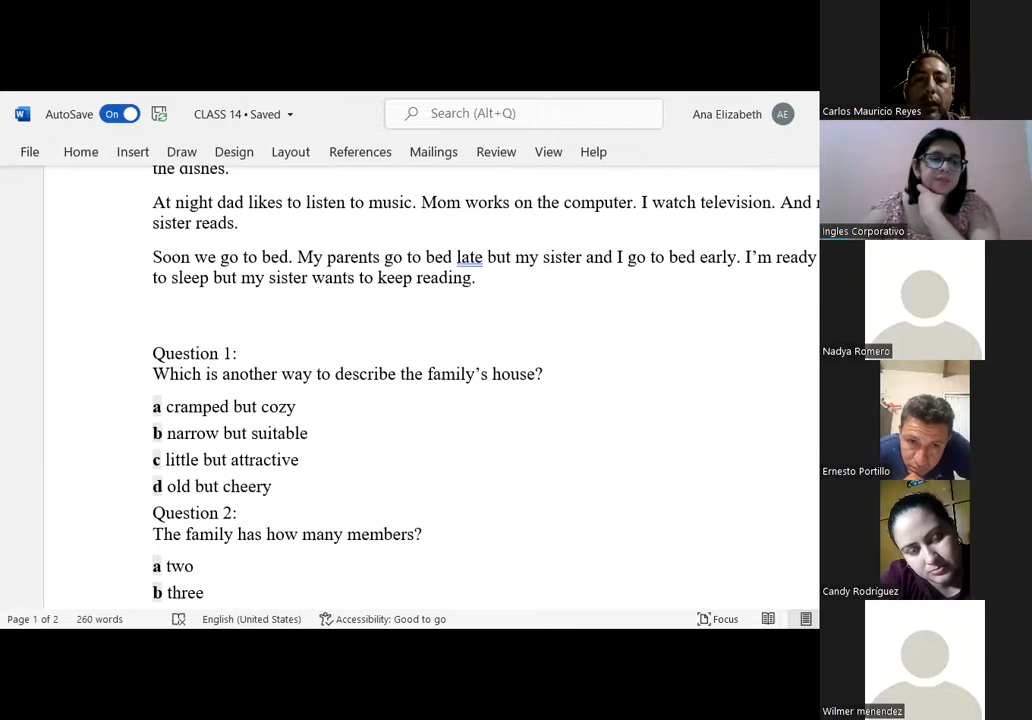 AutoSave On CLASS 14 • Saved Search (Alt+Q) Ana Elizabeth AE
File Home Insert Draw Design Layout References Mailings Review View Help
the dishes.
At night dad likes to listen to music. Mom works on the computer. I watch television. And
sister reads.
Soon we go to bed. My parents go to bed late but my sister and I go to bed early. I'm ready
to sleep but my sister wants to keep reading.
Question 1:
Which is another way to describe the family's house?
a cramped but cozy
b narrow but suitable
c little but attractive
d old but cheery
Question 2:
The family has how many members?
a two
b three
Page 1 of 2 260 words English (United States) Accessibility: Good to go Focus
Carlos Mauricio Reyes
Ingles Corporativo
Nadya Romero
Ernesto Portillo
Candy Rodríguez
Wilmer menendez